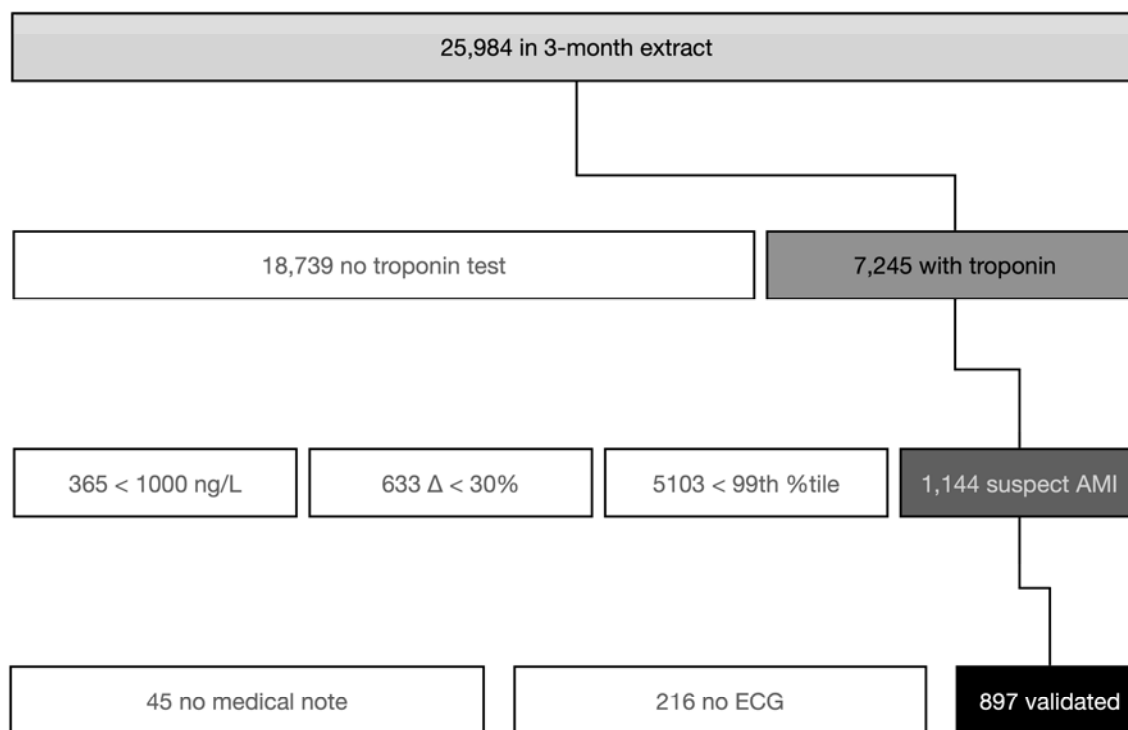 25,984 in 3-month extract
18,739 no troponin test
7,245 with troponin
365 < 1000 ng/L
633 Δ < 30%
5103 < 99th %tile
1,144 suspect AMI
45 no medical note
216 no ECG
897 validated